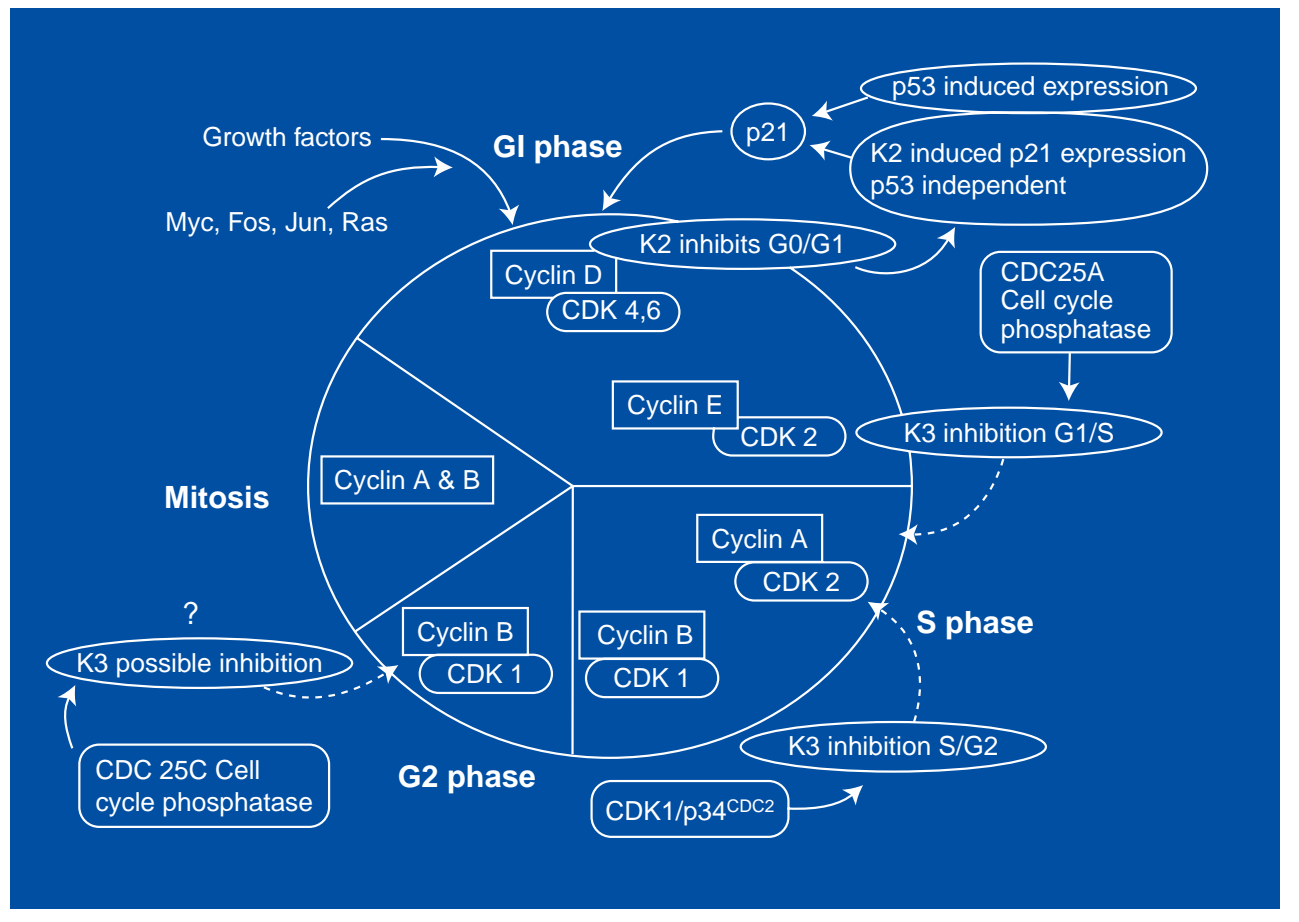 p53 induced expression
Growth factors
GI phase
p21
K2 induced p21 expression
p53 independent
Myc, Fos, Jun, Ras
K2 inhibits G0/G1
Cyclin D
CDK 4,6
CDC25A
Cell cycle
phosphatase
Cyclin E
CDK 2
K3 inhibition G1/S
Cyclin A & B
Mitosis
Cyclin A
CDK 2
?
K3 possible inhibition
Cyclin B
CDK 1
Cyclin B
CDK 1
S phase
K3 inhibition S/G2
CDC 25C Cell
cycle phosphatase
G2 phase
CDK1/p34CDC2